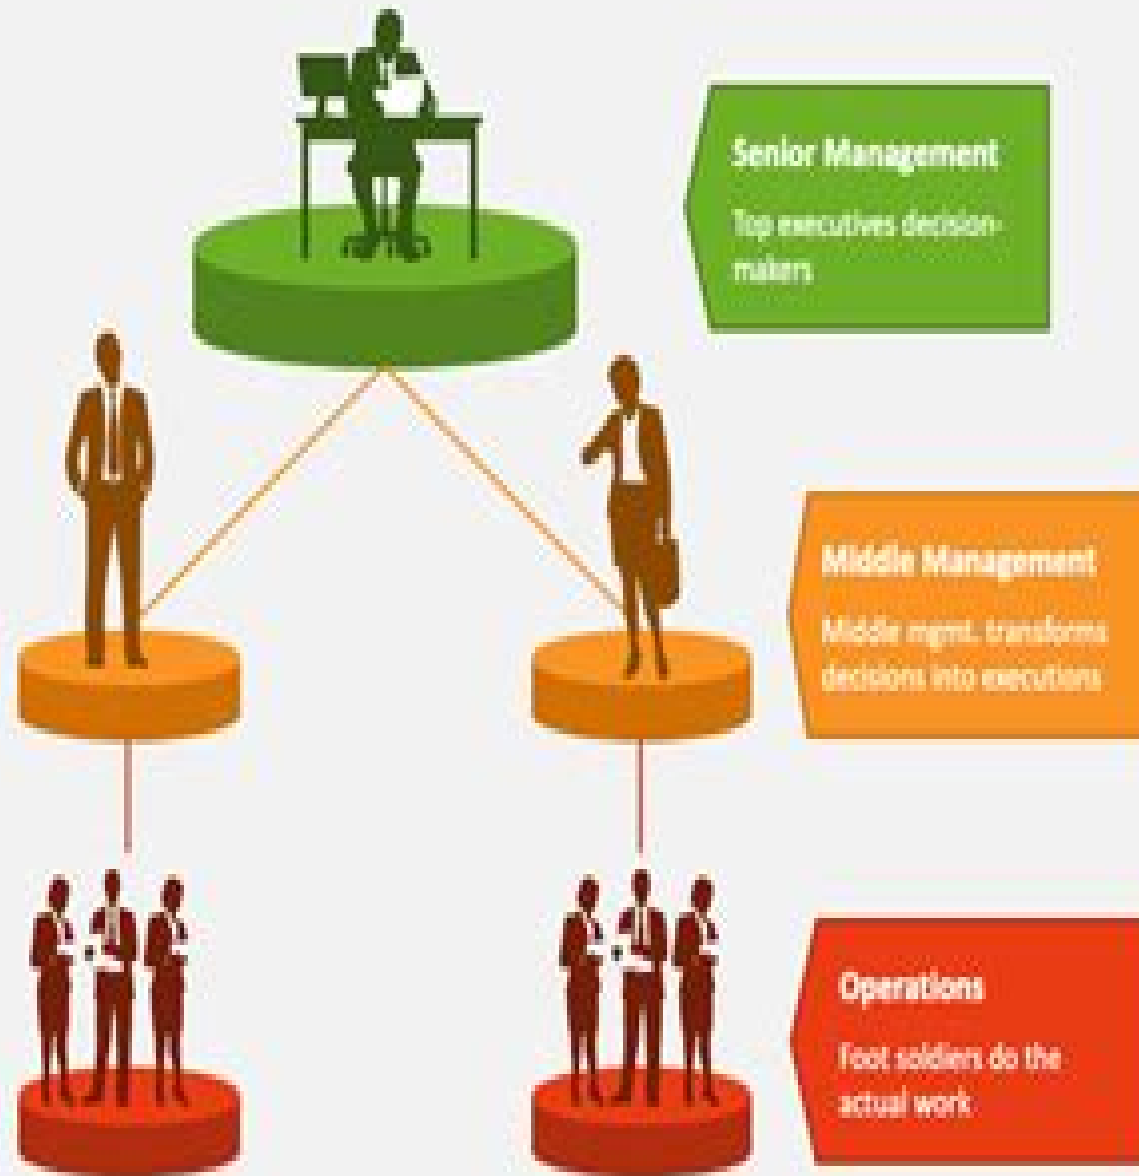 Senior Management
Top executives decision-
makers
Middle Management
Middle mgmt. transforms
decisions into executions
Operations
Foot soldiers do the
actual work